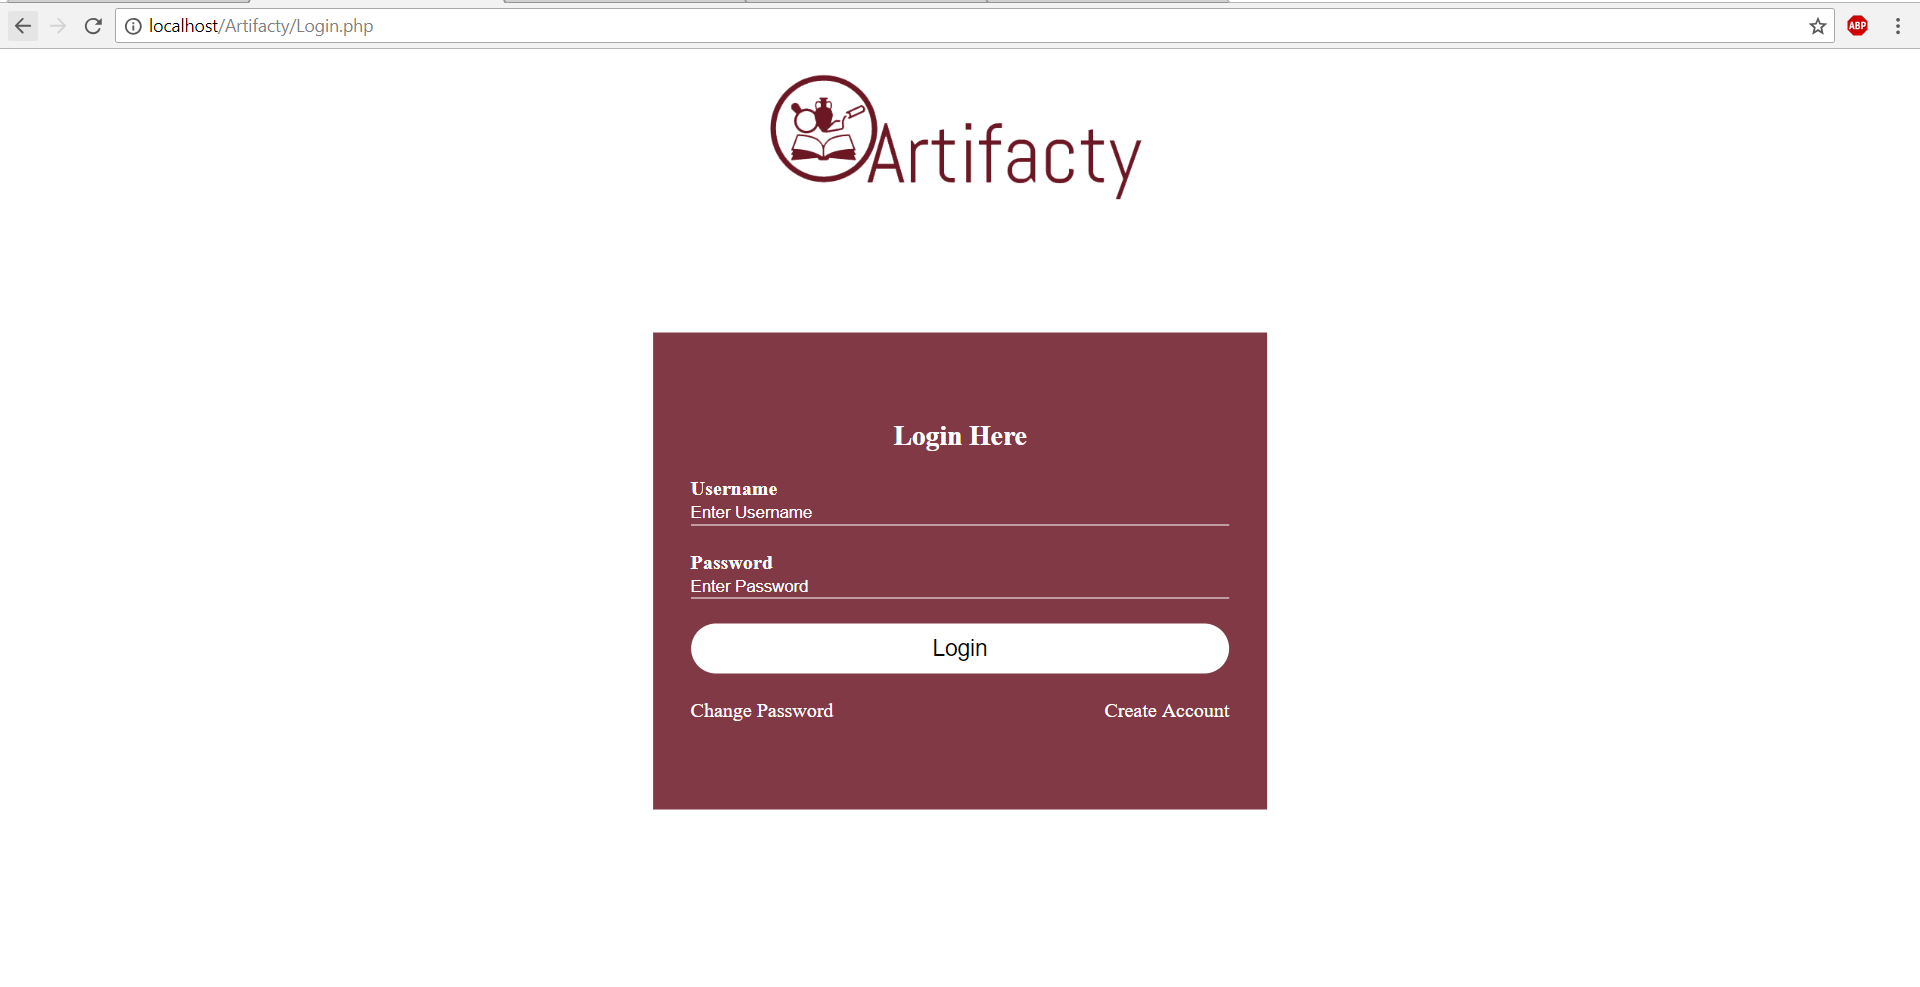 localhost/Artifacty/Login.php
ABP
Artifacty
Login Here
Username
Enter Username
Password
Enter Password
Login
Change Password
Create Account